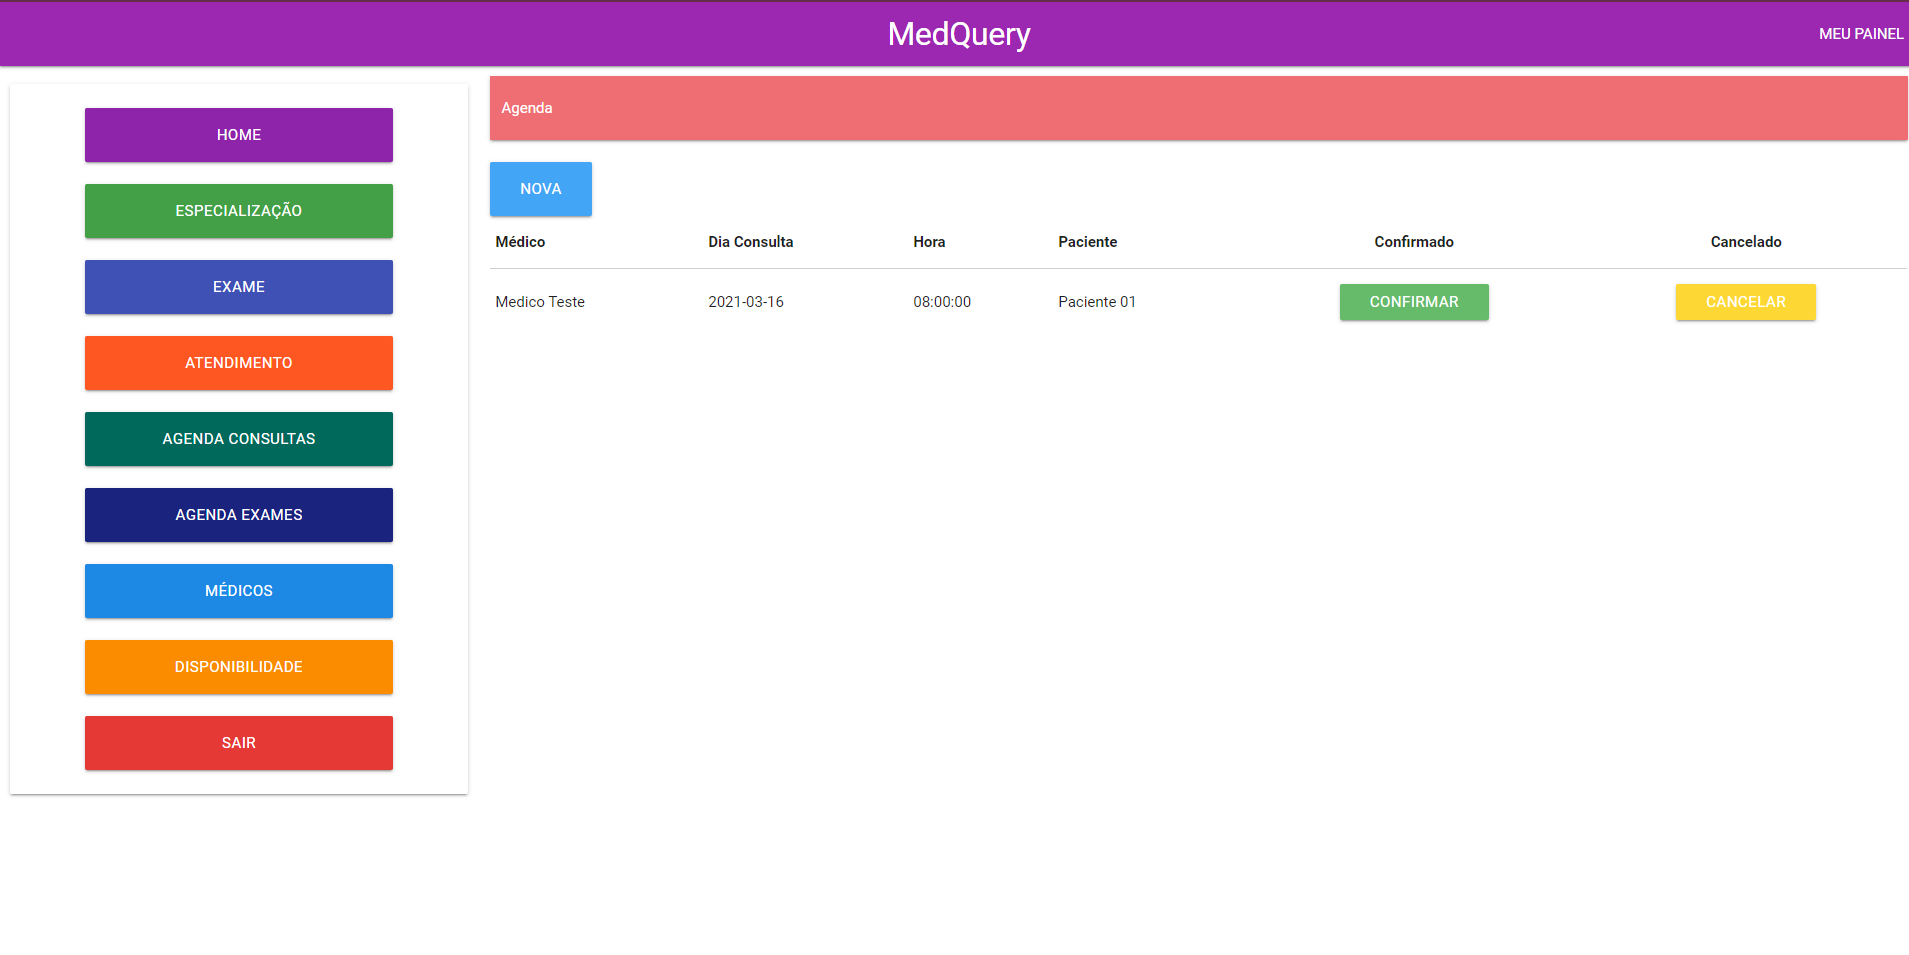 MedQuery
MEU PAINEL
HOME
ESPECIALIZAÇÃO
EXAME
ATENDIMENTO
AGENDA CONSULTAS
AGENDA EXAMES
MÉDICOS
DISPONIBILIDADE
SAIR
Agenda
NOVA
Médico Dia Consulta Hora Paciente Confirmado Cancelado
Medico Teste 2021-03-16 08:00:00 Paciente 01 CONFIRMAR CANCELAR